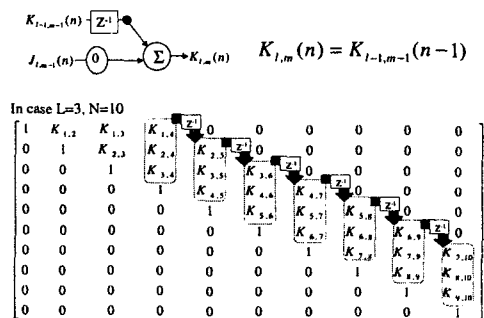 K_{l-1,m-1}(n) Z^{-1}
J_{l,m-1}(n) 0 Σ K_{l,m}(n)
K_{l,m}(n) = K_{l-1,m-1}(n-1)
In case L=3, N=10
1 K_{1,2} K_{1,3} K_{1,4} Z^{-1} 0 0 0 0 0 0
0 1 K_{2,3} K_{2,4} K_{2,5} Z^{-1} 0 0 0 0 0
0 0 1 K_{3,4} K_{3,5} K_{3,6} Z^{-1} 0 0 0 0
0 0 0 1 K_{4,5} K_{4,6} K_{4,7} Z^{-1} 0 0 0
0 0 0 0 1 K_{5,6} K_{5,7} K_{5,8} Z^{-1} 0 0
0 0 0 0 0 1 K_{6,7} K_{6,8} K_{6,9} Z^{-1} 0
0 0 0 0 0 0 1 K_{7,8} K_{7,9} K_{7,10}
0 0 0 0 0 0 0 1 K_{8,9} K_{8,10}
0 0 0 0 0 0 0 0 1 K_{9,10}
0 0 0 0 0 0 0 0 0 1